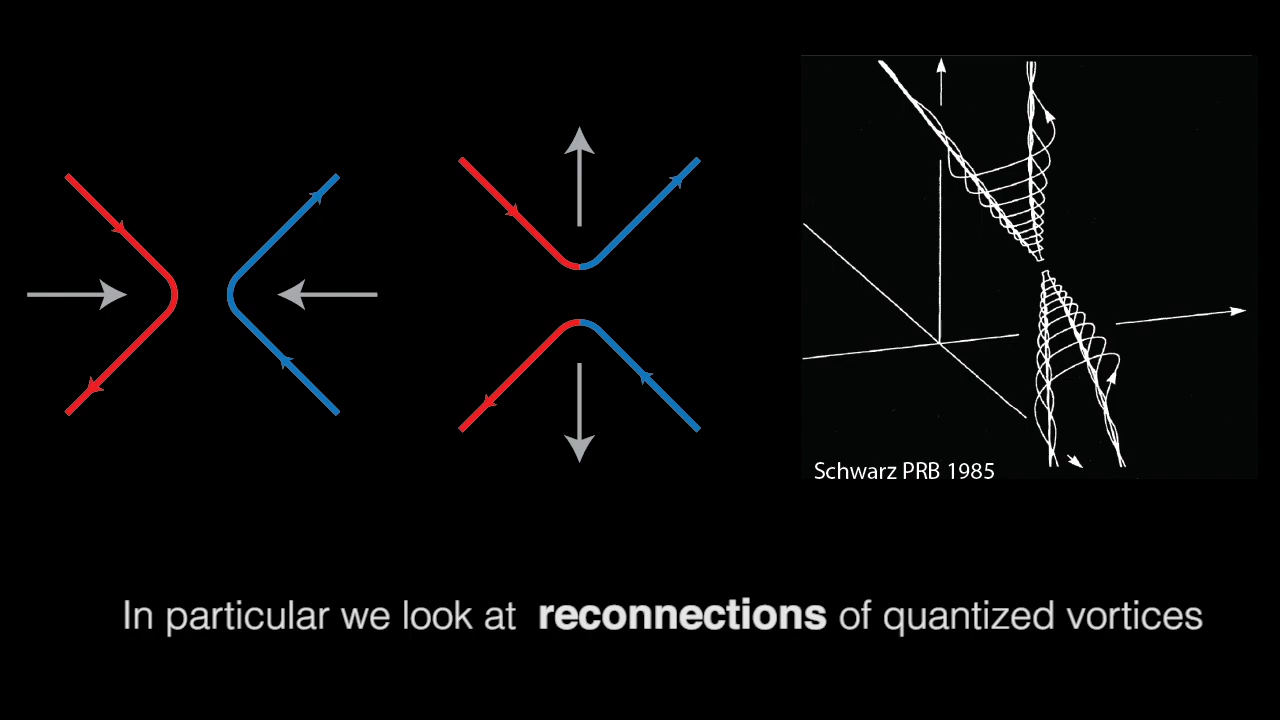 Schwarz PRB 1985
In particular we look at reconnections of quantized vortices